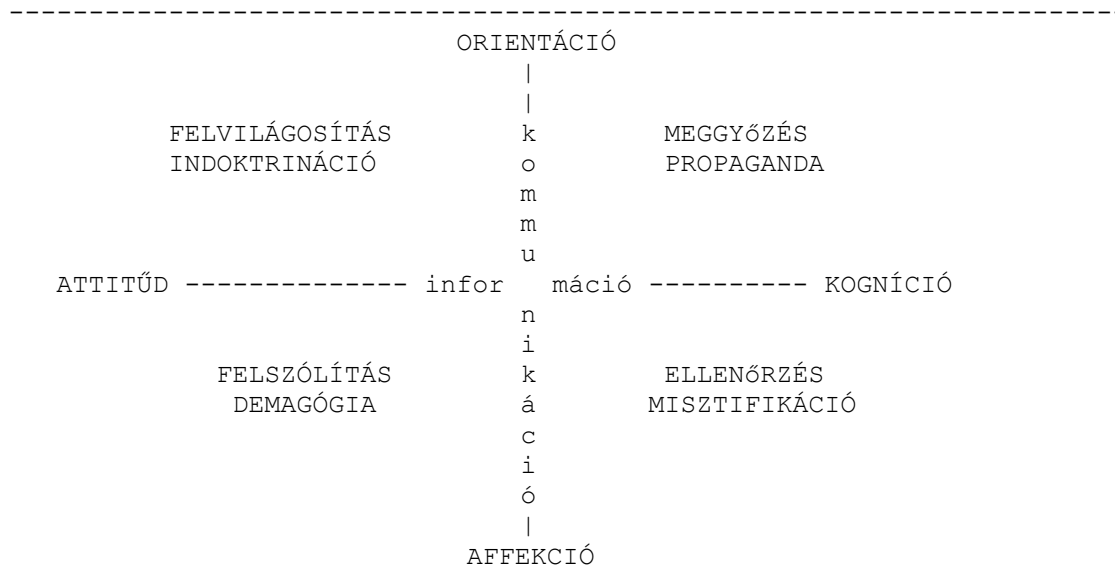 --------------------------------------------------------------------------
ORIENTÁCIÓ
|
|
FELVILÁGOSÍTÁS k MEGGYőZÉS
INDOKTRINÁCIÓ o PROPAGANDA
m
m
u
ATTITŰD -------------- infor máció ---------- KOGNÍCIÓ
n
i
FELSZÓLÍTÁS k ELLENőRZÉS
DEMAGÓGIA á MISZTIFIKÁCIÓ
c
i
ó
|
AFFEKCIÓ